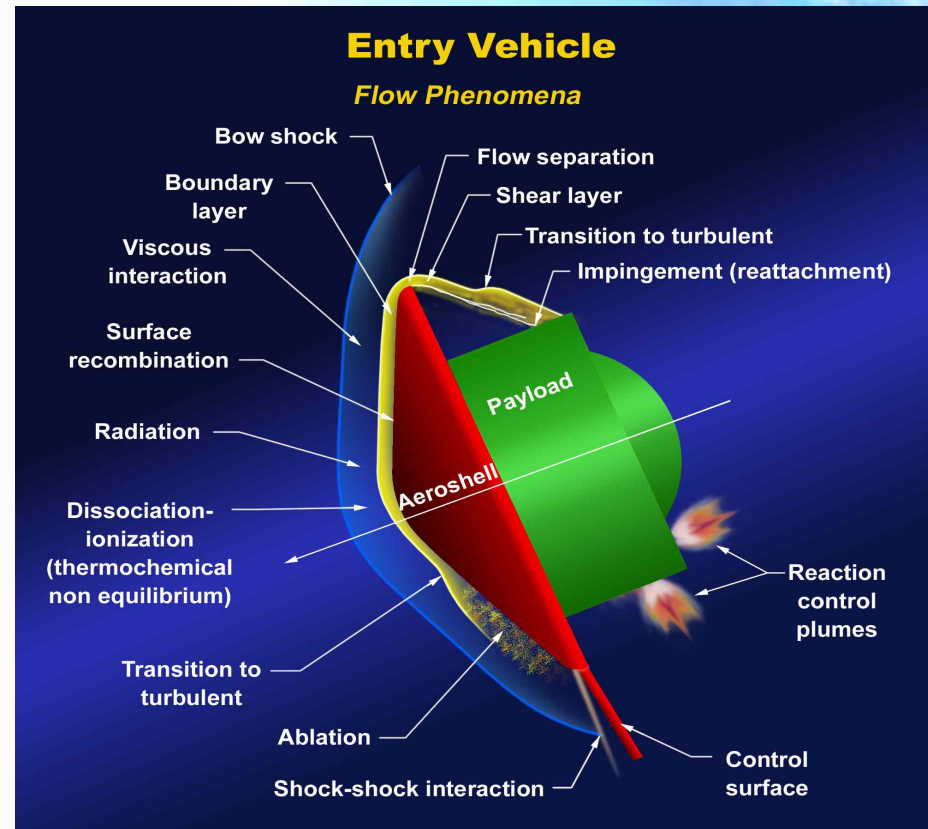 Entry Vehicle
Flow Phenomena
Bow shock
Flow separation
Boundary
layer
Shear layer
Viscous
interaction
Transition to turbulent
Impingement (reattachment)
Surface
recombination
Payload
Radiation
Aeroshell
Dissociation-
ionization
(thermochemical
non equilibrium)
Reaction
control
plumes
Transition to
turbulent
Ablation
Control
surface
Shock-shock interaction